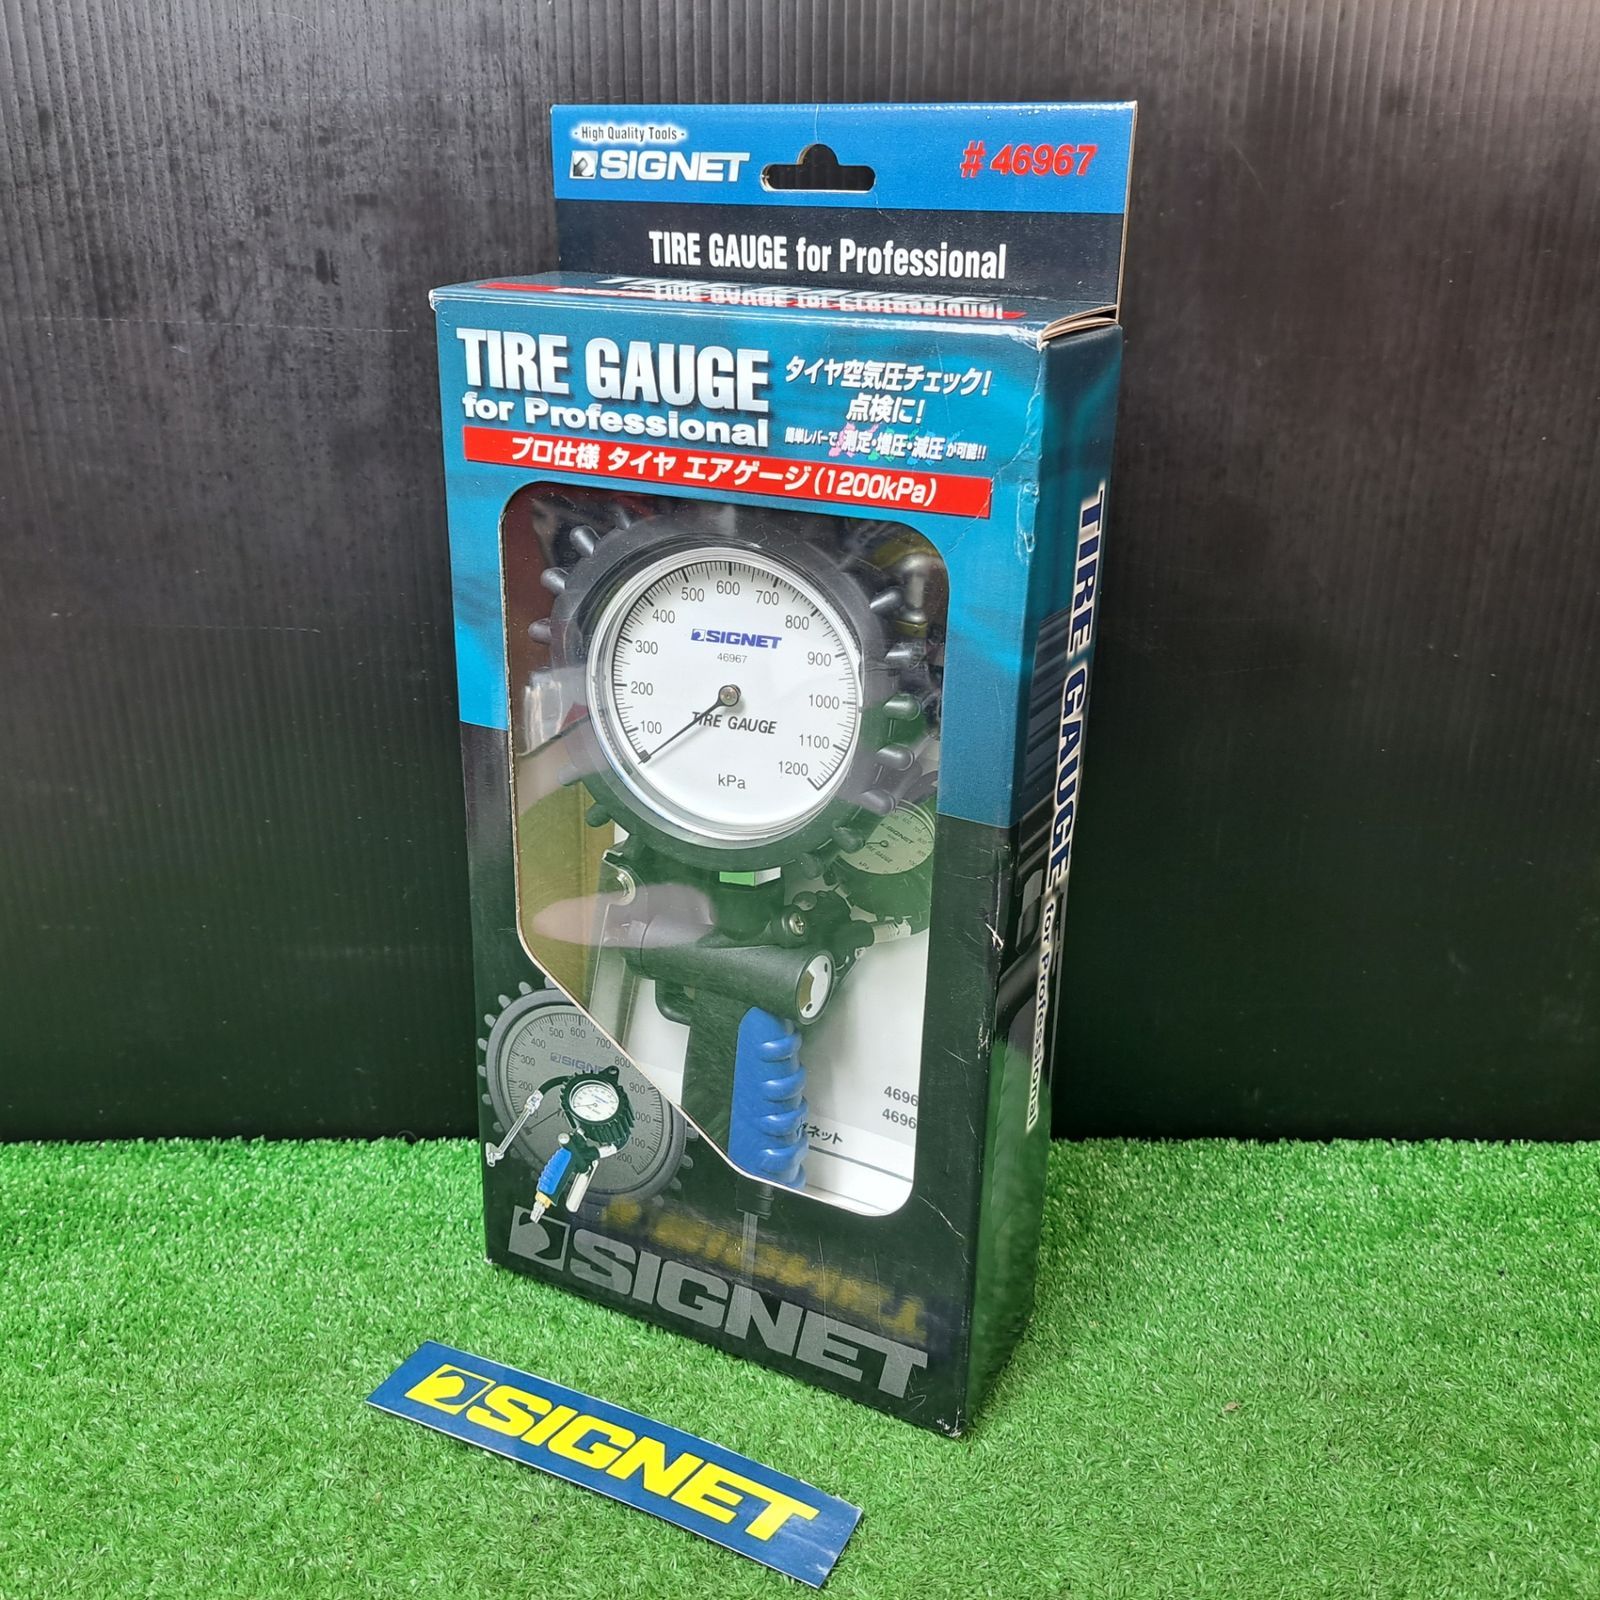 - High Quality Tools -
SIGNET
# 46967
TIRE GAUGE for Professional
TIRE GAUGE
for Professional
タイヤ空気圧チェック!
点検に!
簡単レバーで測定・増圧・減圧が可能!!
プロ仕様 タイヤ エアゲージ(1200kPa)
100
200
300
400
500
600
700
800
900
1000
1100
1200
SIGNET
46967
TIRE GAUGE
kPa
TIRE GAUGE for Professional
SIGNET
SIGNET